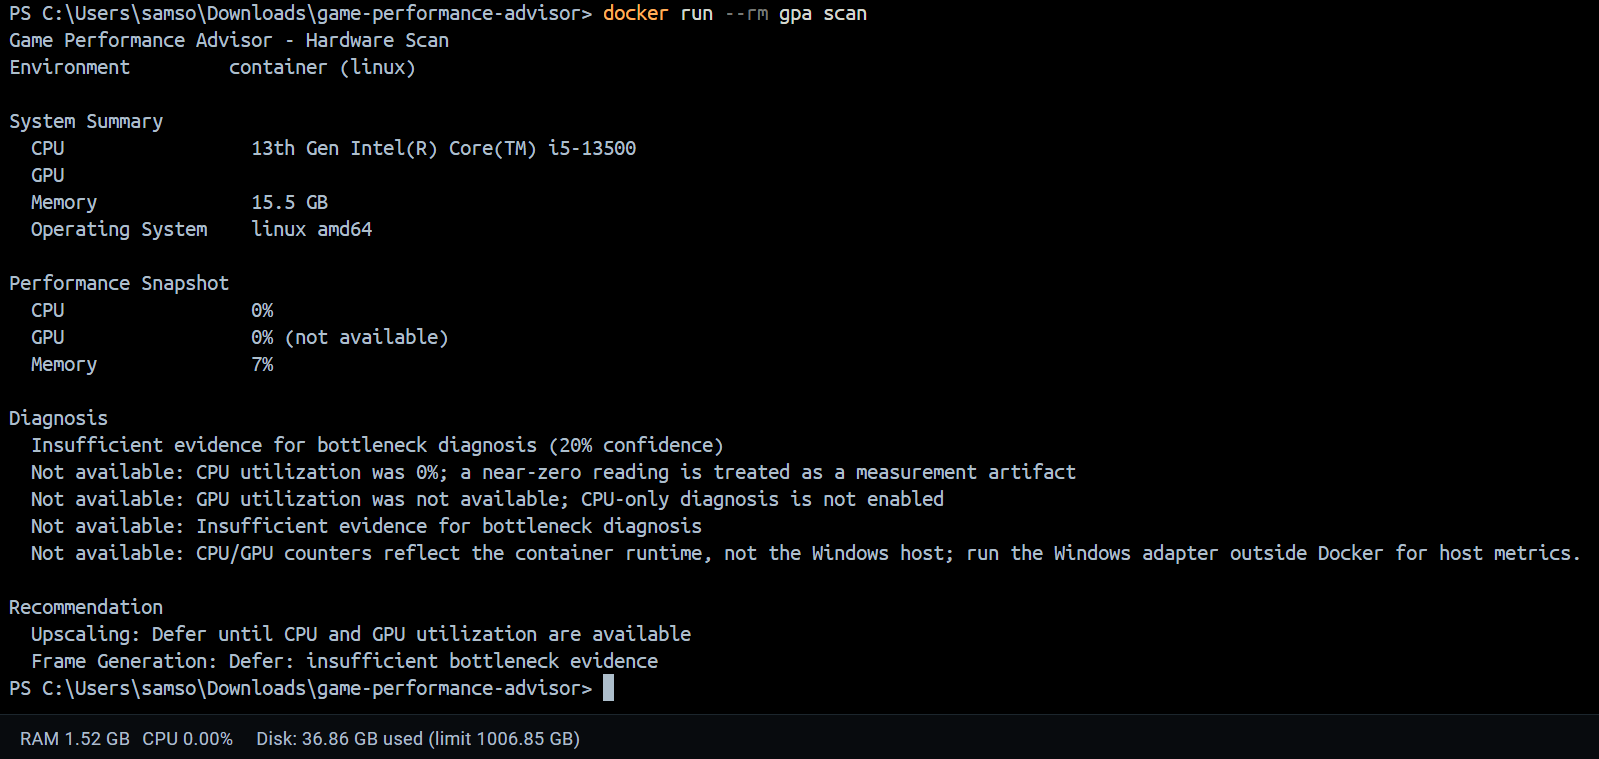 PS C:\Users\samso\Downloads\game-performance-advisor> docker run --rm gpa scan
Game Performance Advisor - Hardware Scan
Environment         container (linux)
System Summary
  CPU                 13th Gen Intel(R) Core(TM) i5-13500
  GPU
  Memory              15.5 GB
  Operating System    linux amd64
Performance Snapshot
  CPU                 0%
  GPU                 0% (not available)
  Memory              7%
Diagnosis
  Insufficient evidence for bottleneck diagnosis (20% confidence)
  Not available: CPU utilization was 0%; a near-zero reading is treated as a measurement artifact
  Not available: GPU utilization was not available; CPU-only diagnosis is not enabled
  Not available: Insufficient evidence for bottleneck diagnosis
  Not available: CPU/GPU counters reflect the container runtime, not the Windows host; run the Windows adapter outside Docker for host metrics.
Recommendation
  Upscaling: Defer until CPU and GPU utilization are available
  Frame Generation: Defer: insufficient bottleneck evidence
PS C:\Users\samso\Downloads\game-performance-advisor>
RAM 1.52 GB CPU 0.00% Disk: 36.86 GB used (limit 1006.85 GB)